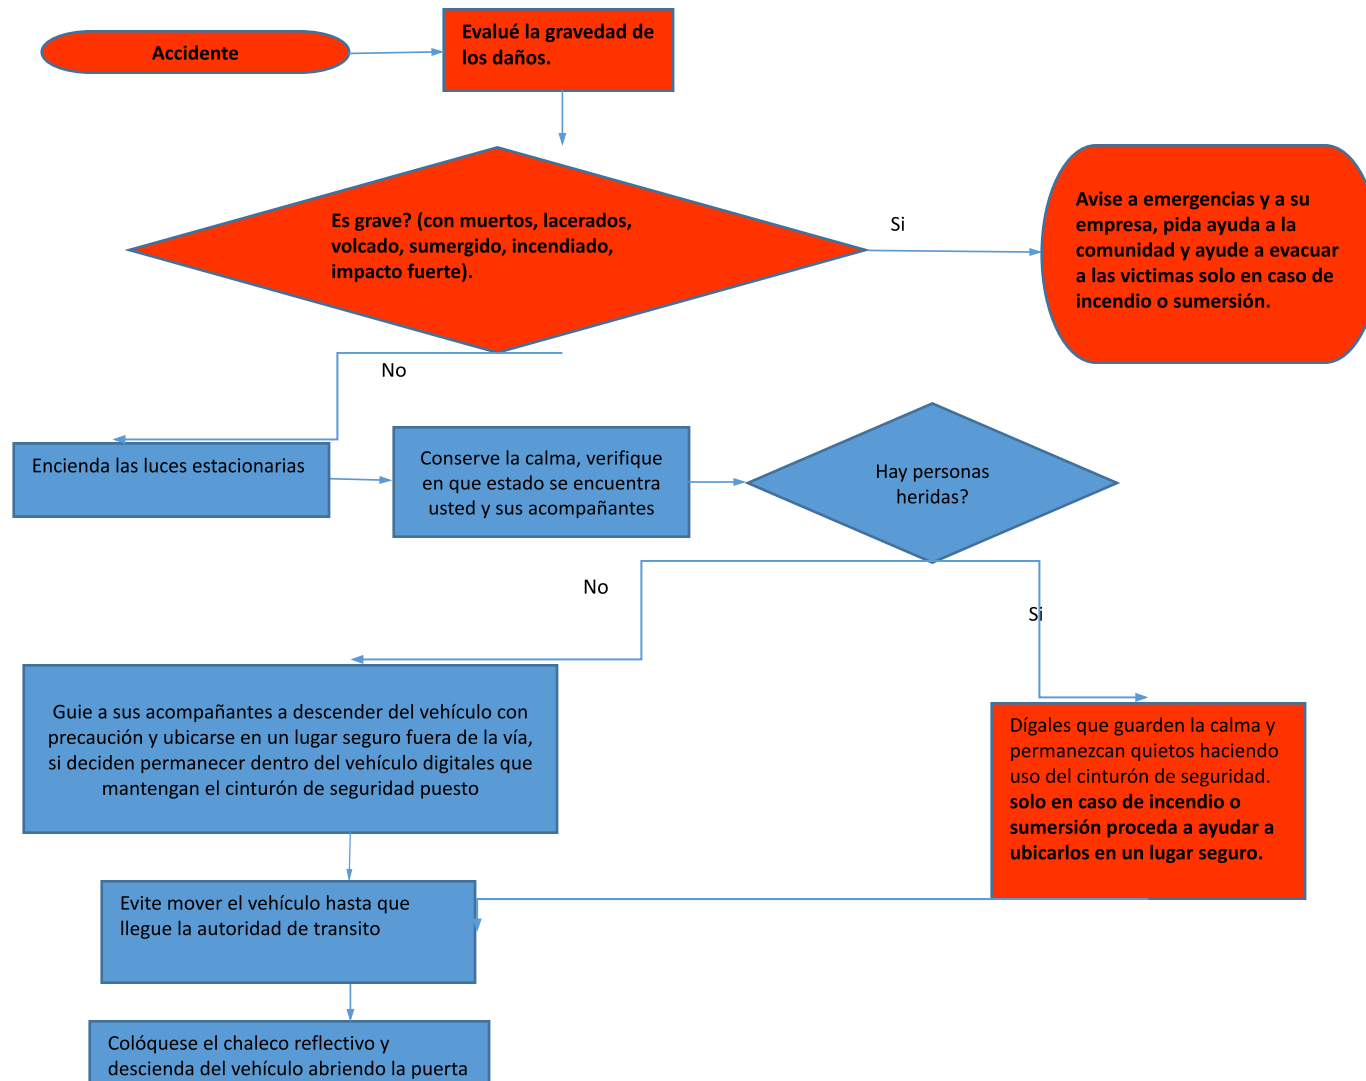 Accidente
Evalué la gravedad de
los daños.
Es grave? (con muertos, lacerados,
volcado, sumergido, incendiado,
impacto fuerte).
Si
Avise a emergencias y a su
empresa, pida ayuda a la
comunidad y ayude a evacuar
a las victimas solo en caso de
incendio o sumersión.
No
Encienda las luces estacionarias
Conserve la calma, verifique
en que estado se encuentra
usted y sus acompañantes
Hay personas
heridas?
No
Si
Guie a sus acompañantes a descender del vehículo con
precaución y ubicarse en un lugar seguro fuera de la vía,
si deciden permanecer dentro del vehículo digitales que
mantengan el cinturón de seguridad puesto
Dígales que guarden la calma y
permanezcan quietos haciendo
uso del cinturón de seguridad.
solo en caso de incendio o
sumersión proceda a ayudar a
ubicarlos en un lugar seguro.
Evite mover el vehículo hasta que
llegue la autoridad de transito
Colóquese el chaleco reflectivo y
descienda del vehículo abriendo la puerta